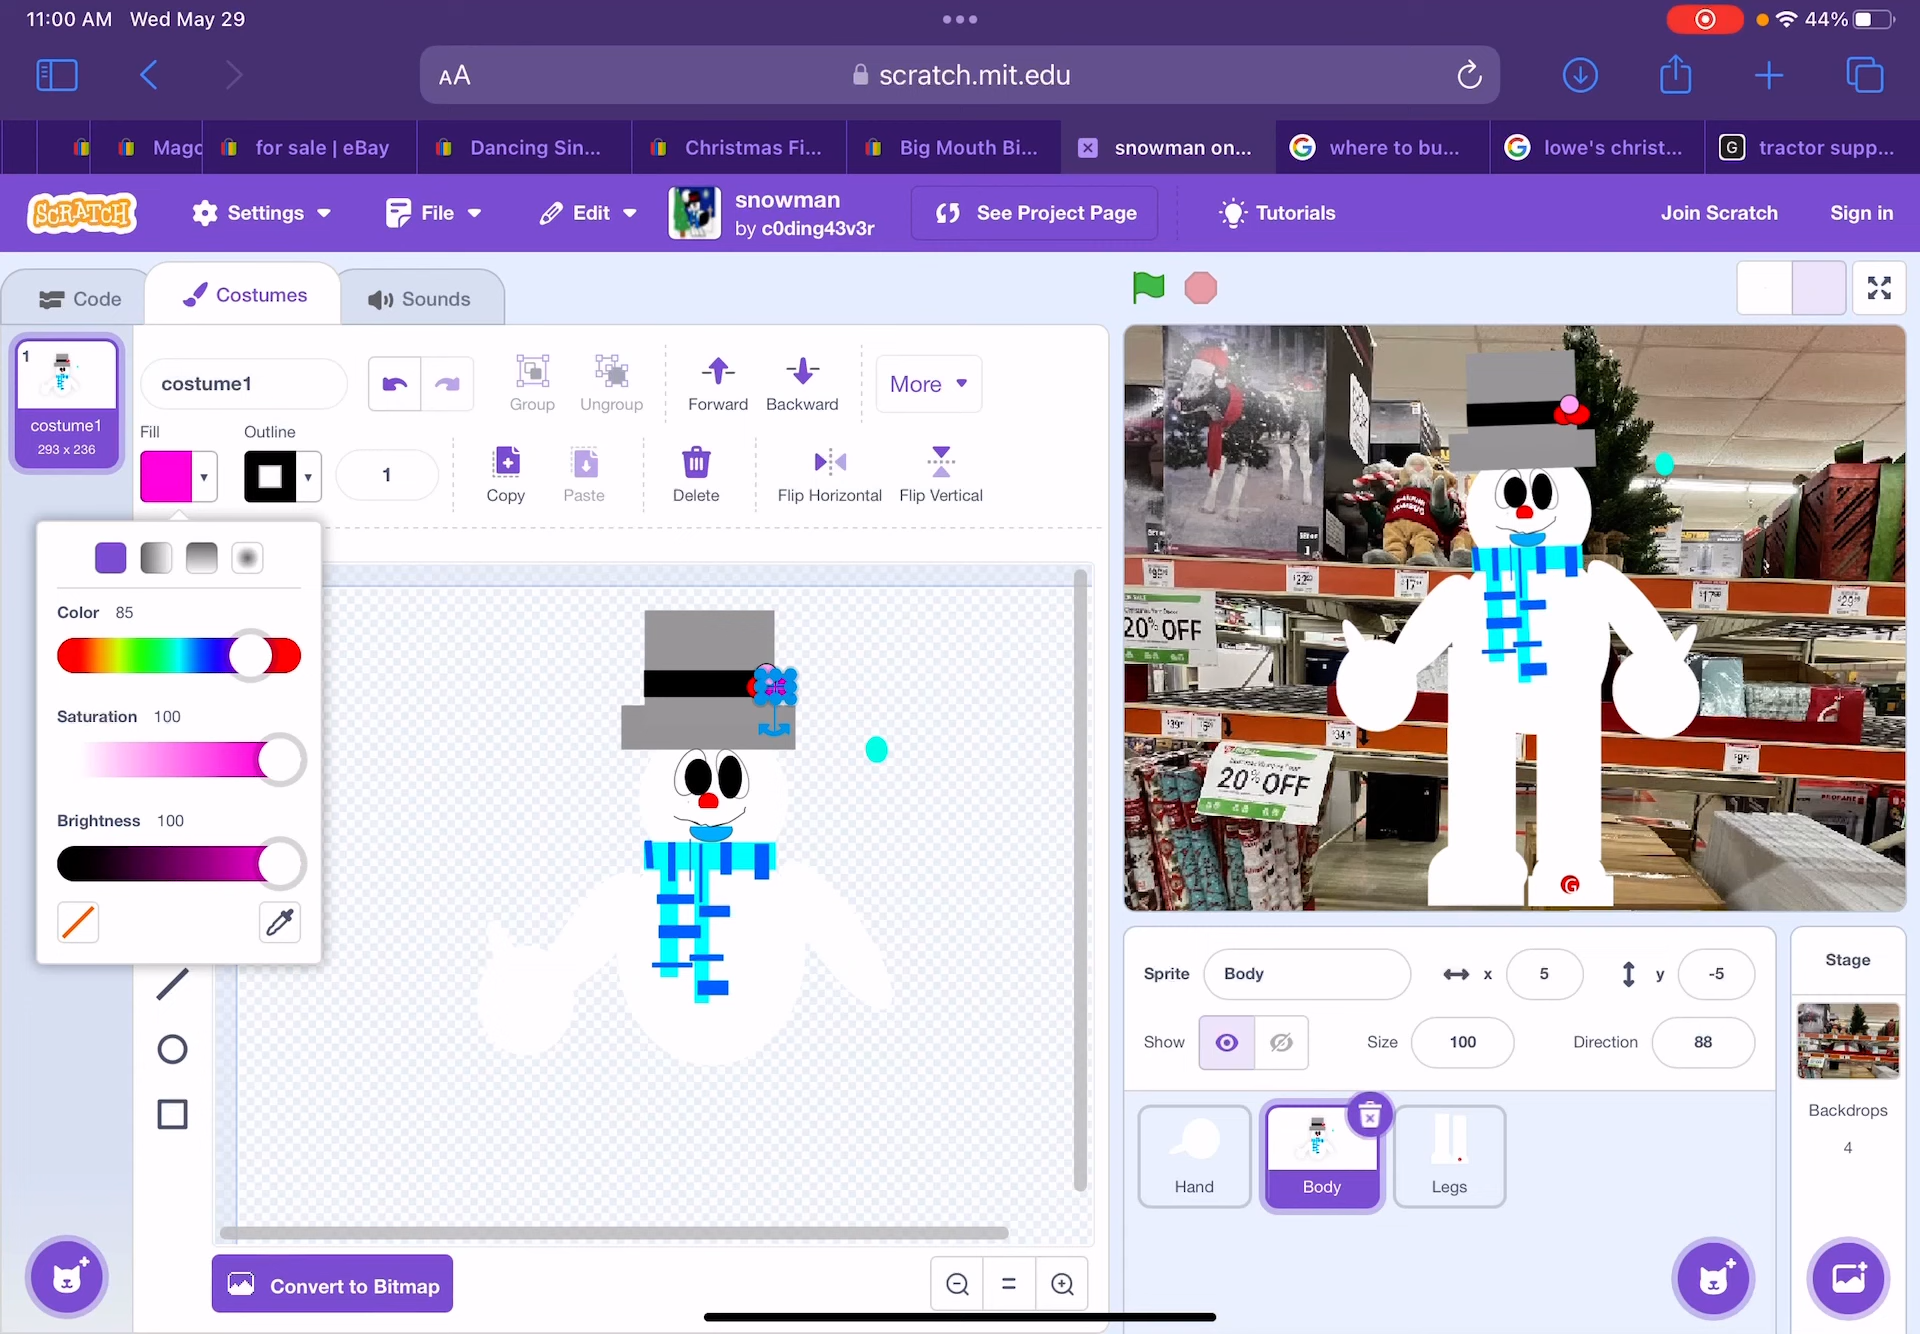 11:00 AM Wed May 29
44%
AA
scratch.mit.edu
Magc
for sale | eBay
Dancing Sin...
Christmas Fi...
Big Mouth Bi...
snowman on...
where to bu...
lowe's christ...
tractor supp...
SCRATCH
Settings
File
Edit
snowman
by c0ding43v3r
See Project Page
Tutorials
Join Scratch
Sign in
Code
Costumes
Sounds
1
costume1
293 x 236
costume1
Group
Ungroup
Forward
Backward
More
Fill
Outline
1
Copy
Paste
Delete
Flip Horizontal
Flip Vertical
Color 85
Saturation 100
Brightness 100
Convert to Bitmap
20% OFF
20% OFF
G
Sprite
Body
x
5
y
-5
Show
Size
100
Direction
88
Hand
Body
Legs
Stage
Backdrops
4